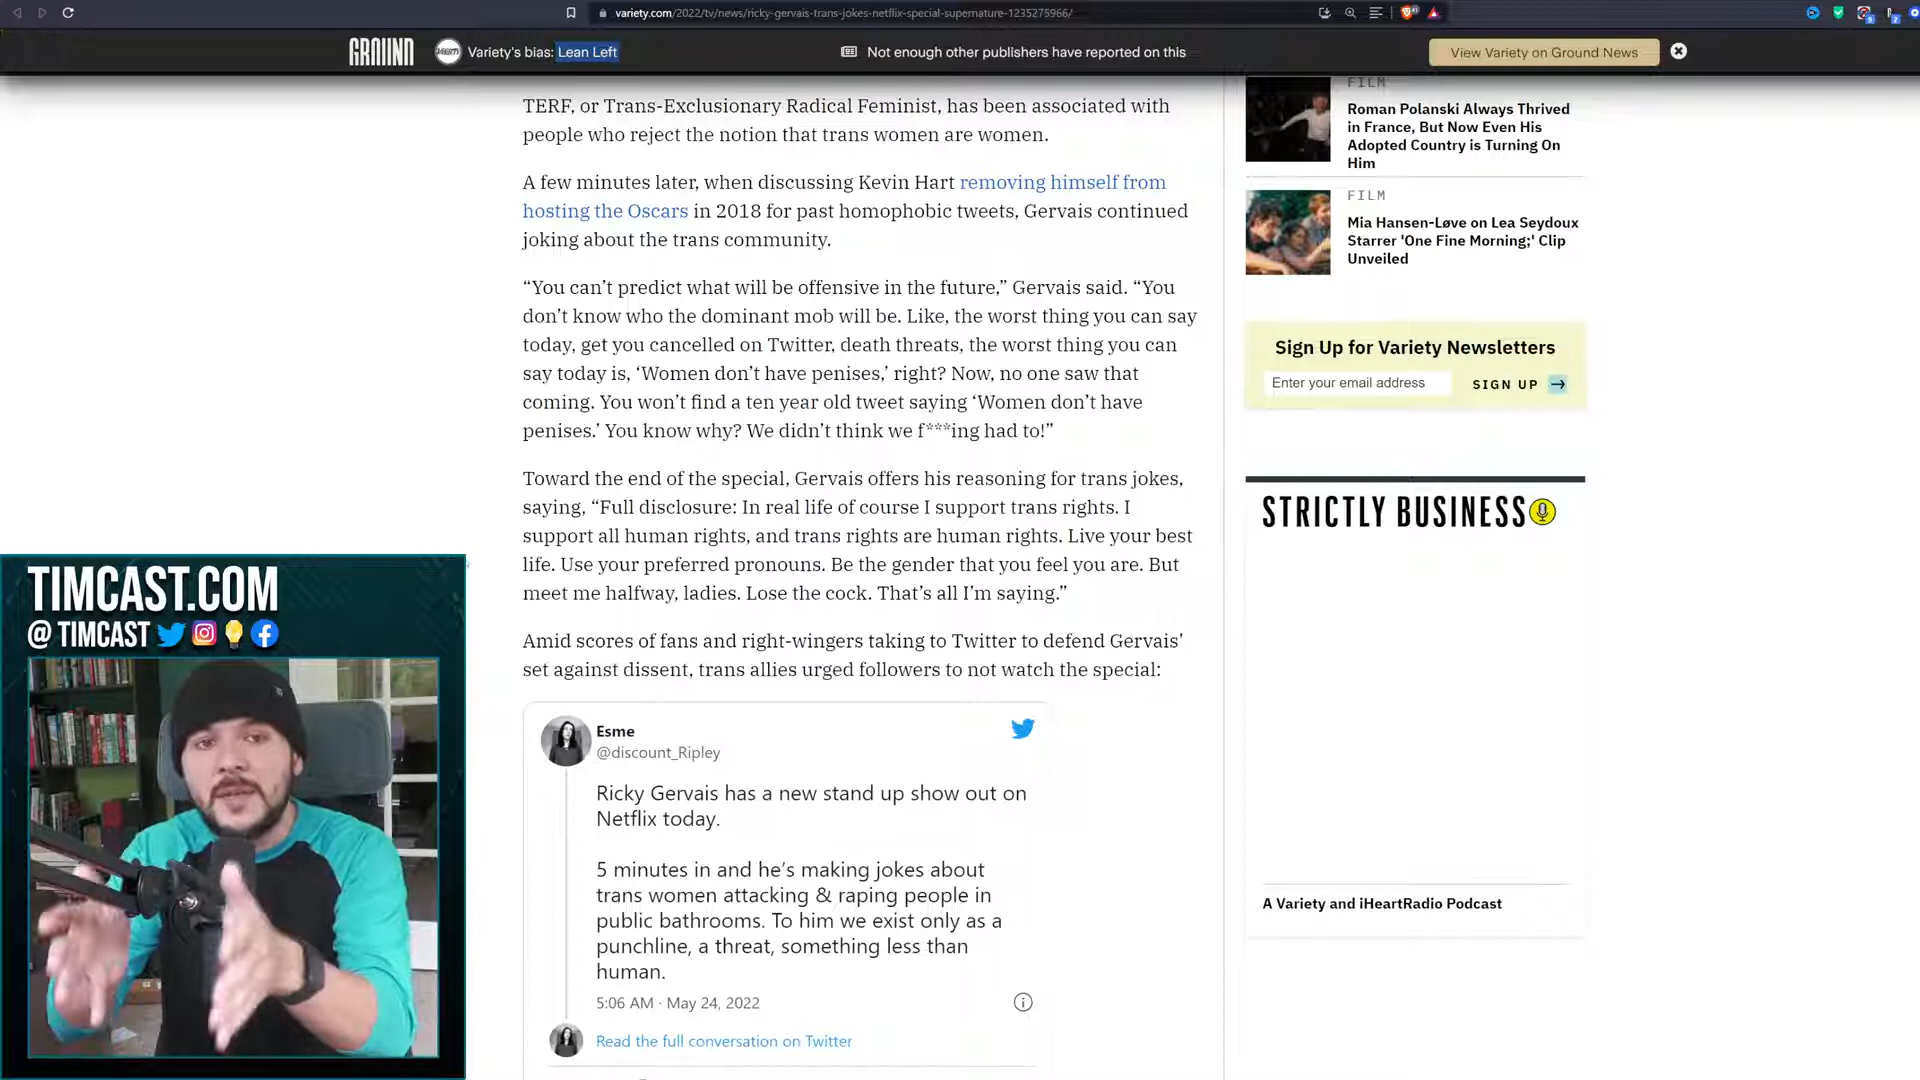 variety.com/2022/tv/news/ricky-gervais-trans-jokes-netflix-special-supernature-1235275966/
GROUND
Variety's bias: Lean Left
Not enough other publishers have reported on this
View Variety on Ground News
TERF, or Trans-Exclusionary Radical Feminist, has been associated with
people who reject the notion that trans women are women.
A few minutes later, when discussing Kevin Hart removing himself from
hosting the Oscars in 2018 for past homophobic tweets, Gervais continued
joking about the trans community.
“You can’t predict what will be offensive in the future,” Gervais said. “You
don’t know who the dominant mob will be. Like, the worst thing you can say
today, get you cancelled on Twitter, death threats, the worst thing you can
say today is, ‘Women don’t have penises,’ right? Now, no one saw that
coming. You won’t find a ten year old tweet saying ‘Women don’t have
penises.’ You know why? We didn’t think we f***ing had to!”
Toward the end of the special, Gervais offers his reasoning for trans jokes,
saying, “Full disclosure: In real life of course I support trans rights. I
support all human rights, and trans rights are human rights. Live your best
life. Use your preferred pronouns. Be the gender that you feel you are. But
meet me halfway, ladies. Lose the cock. That’s all I’m saying.”
Amid scores of fans and right-wingers taking to Twitter to defend Gervais’
set against dissent, trans allies urged followers to not watch the special:
Esme
@discount_Ripley
Ricky Gervais has a new stand up show out on
Netflix today.
5 minutes in and he’s making jokes about
trans women attacking & raping people in
public bathrooms. To him we exist only as a
punchline, a threat, something less than
human.
5:06 AM · May 24, 2022
Read the full conversation on Twitter
FILM
Roman Polanski Always Thrived
in France, But Now Even His
Adopted Country is Turning On
Him
FILM
Mia Hansen-Løve on Lea Seydoux
Starrer 'One Fine Morning;' Clip
Unveiled
Sign Up for Variety Newsletters
Enter your email address
SIGN UP
STRICTLY BUSINESS
A Variety and iHeartRadio Podcast
TIMCAST.COM
@ TIMCAST